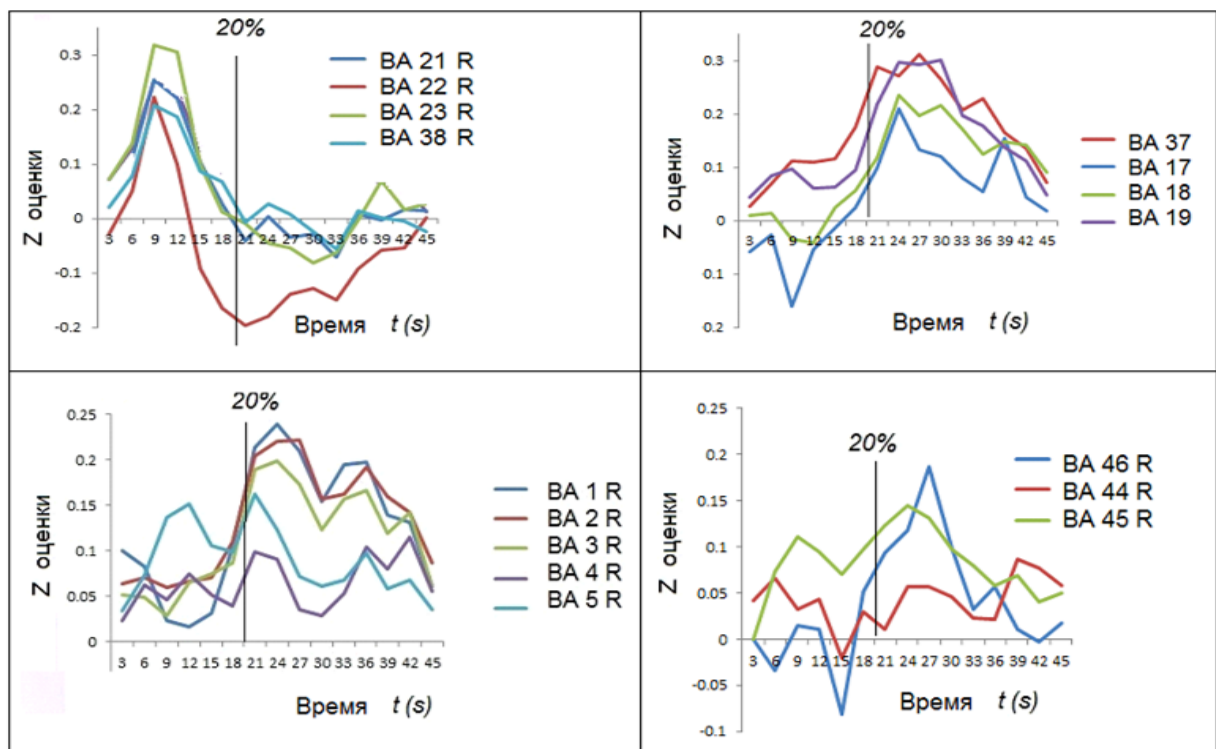 20%
BA 21 R
BA 22 R
BA 23 R
BA 38 R
Z оценки
0.3
0.2
0.1
0
-0.1
-0.2
3 6 9 12 15 18 21 24 27 30 33 36 39 42 45
Время t (s)
20%
BA 37
BA 17
BA 18
BA 19
Z оценки
0.3
0.2
0.1
0
0.1
0.2
3 6 9 12 15 18 21 24 27 30 33 36 39 42 45
Время t (s)
20%
BA 1 R
BA 2 R
BA 3 R
BA 4 R
BA 5 R
Z оценки
0.25
0.2
0.15
0.1
0.05
0
3 6 9 12 15 18 21 24 27 30 33 36 39 42 45
Время t (s)
20%
BA 46 R
BA 44 R
BA 45 R
Z оценки
0.25
0.2
0.15
0.1
0.05
0
-0.05
-0.1
3 6 9 12 15 18 21 24 27 30 33 36 39 42 45
Время t (s)